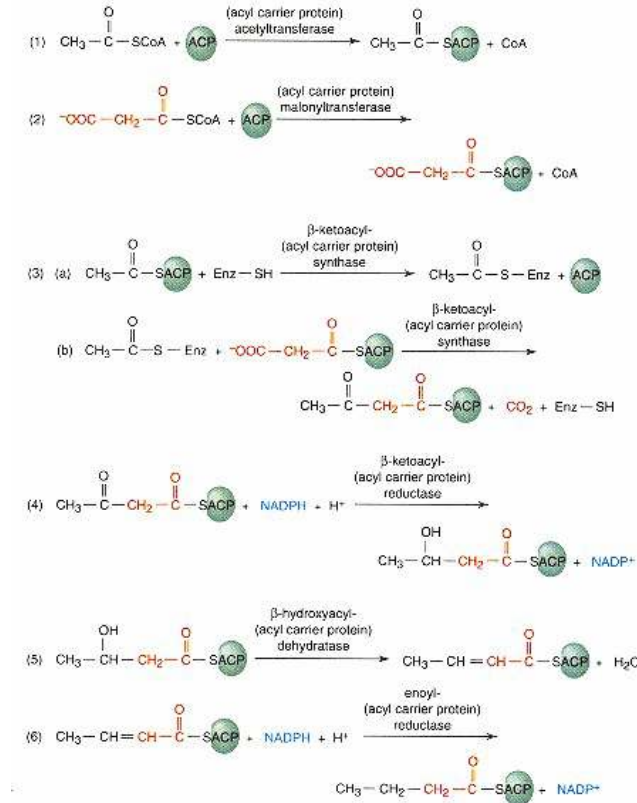 (acyl carrier protein)
acetyltransferase
(1) CH₃—C—SCoA + ACP → CH₃—C—SACP + CoA
O O
(acyl carrier protein)
malonyltransferase
(2) ⁻OOC—CH₂—C—SCoA + ACP →
O
O
⁻OOC—CH₂—C—SACP + CoA
β-ketoacyl-
(acyl carrier protein)
synthase
O O
(3) (a) CH₃—C—SACP + Enz—SH → CH₃—C—S—Enz + ACP
β-ketoacyl-
(acyl carrier protein)
synthase
O O
(b) CH₃—C—S—Enz + ⁻OOC—CH₂—C—SACP →
O O
CH₃—C—CH₂—C—SACP + CO₂ + Enz—SH
β-ketoacyl-
(acyl carrier protein)
reductase
O O
(4) CH₃—C—CH₂—C—SACP + NADPH + H⁺ →
OH O
CH₃—CH—CH₂—C—SACP + NADP⁺
β-hydroxyacyl-
(acyl carrier protein)
dehydratase
OH O O
(5) CH₃—CH—CH₂—C—SACP → CH₃—CH=CH—C—SACP + H₂O
enoyl-
(acyl carrier protein)
reductase
O
(6) CH₃—CH=CH—C—SACP + NADPH + H⁺ →
O
CH₃—CH₂—CH₂—C—SACP + NADP⁺